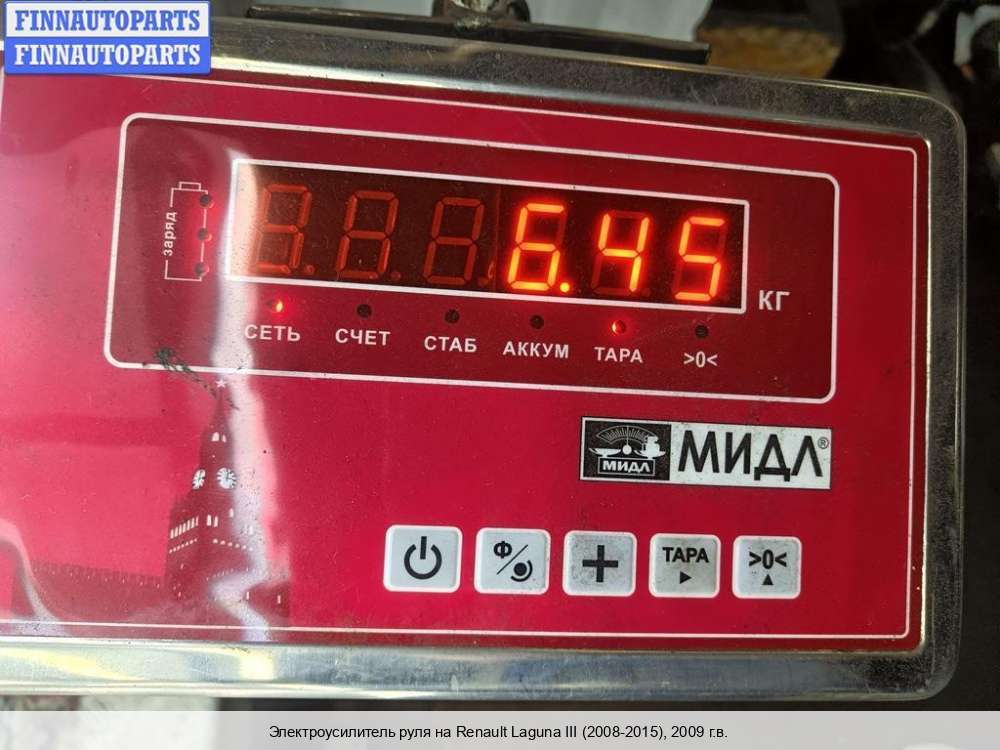 FINNAUTOPARTS
FINNAUTOPARTS
заряд
6.45
КГ
СЕТЬ СЧЕТ СТАБ АККУМ ТАРА >0<
МИДЛ МИДЛ®
Ф/ + ТАРА >0<
Электроусилитель руля на Renault Laguna III (2008-2015), 2009 г.в.